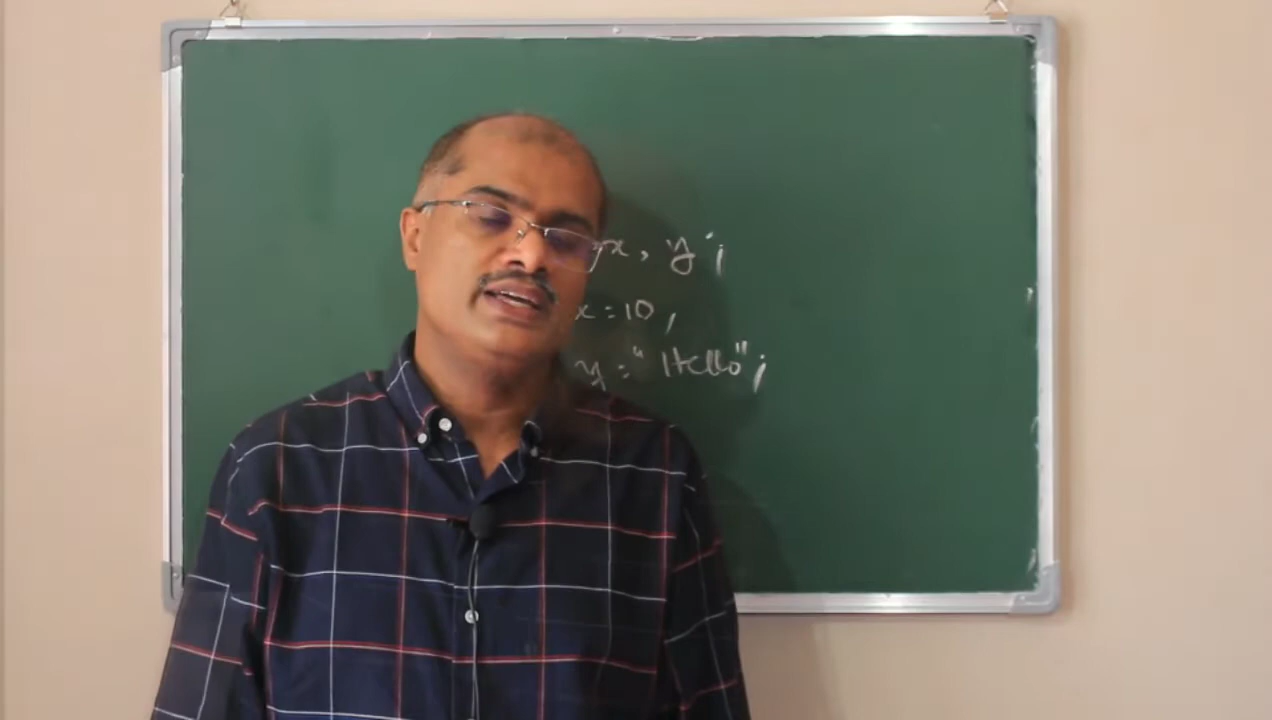 x, y;
x=10,
y="Hello";